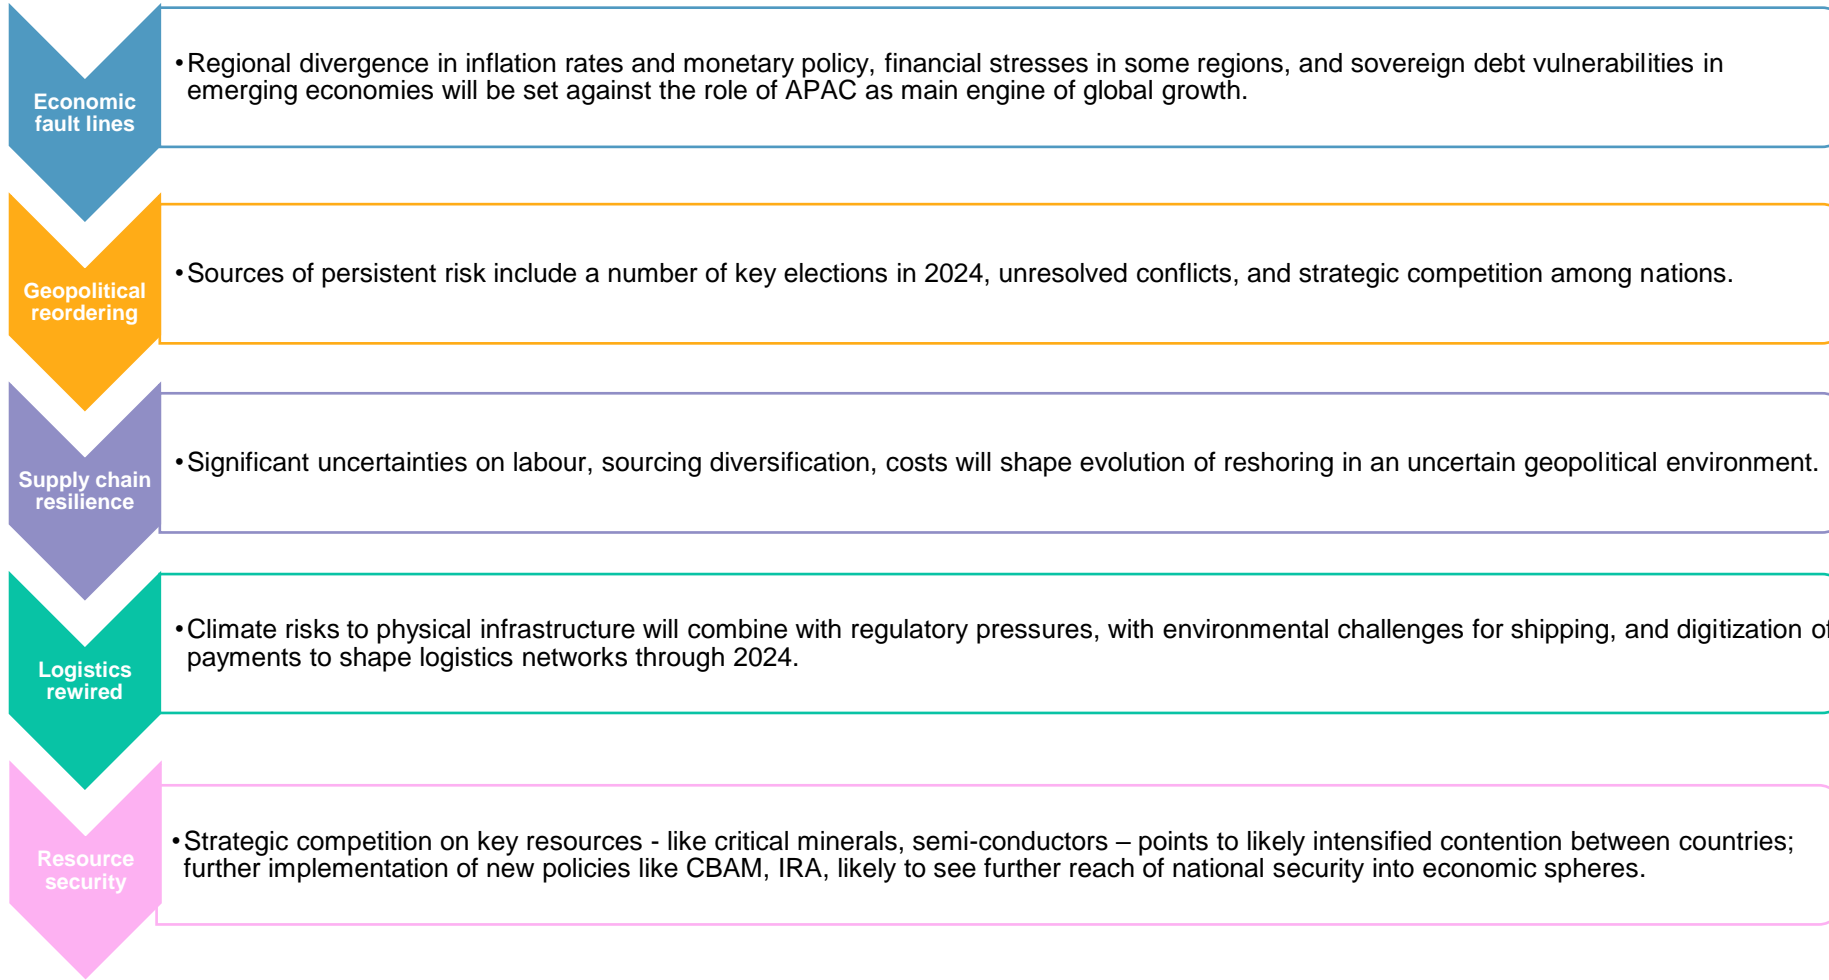 Economic
fault lines
•Regional divergence in inflation rates and monetary policy, financial stresses in some regions, and sovereign debt vulnerabilities in
emerging economies will be set against the role of APAC as main engine of global growth.
Geopolitical
reordering
•Sources of persistent risk include a number of key elections in 2024, unresolved conflicts, and strategic competition among nations.
Supply chain
resilience
•Significant uncertainties on labour, sourcing diversification, costs will shape evolution of reshoring in an uncertain geopolitical environment.
Logistics
rewired
•Climate risks to physical infrastructure will combine with regulatory pressures, with environmental challenges for shipping, and digitization of
payments to shape logistics networks through 2024.
Resource
security
•Strategic competition on key resources - like critical minerals, semi-conductors – points to likely intensified contention between countries;
further implementation of new policies like CBAM, IRA, likely to see further reach of national security into economic spheres.